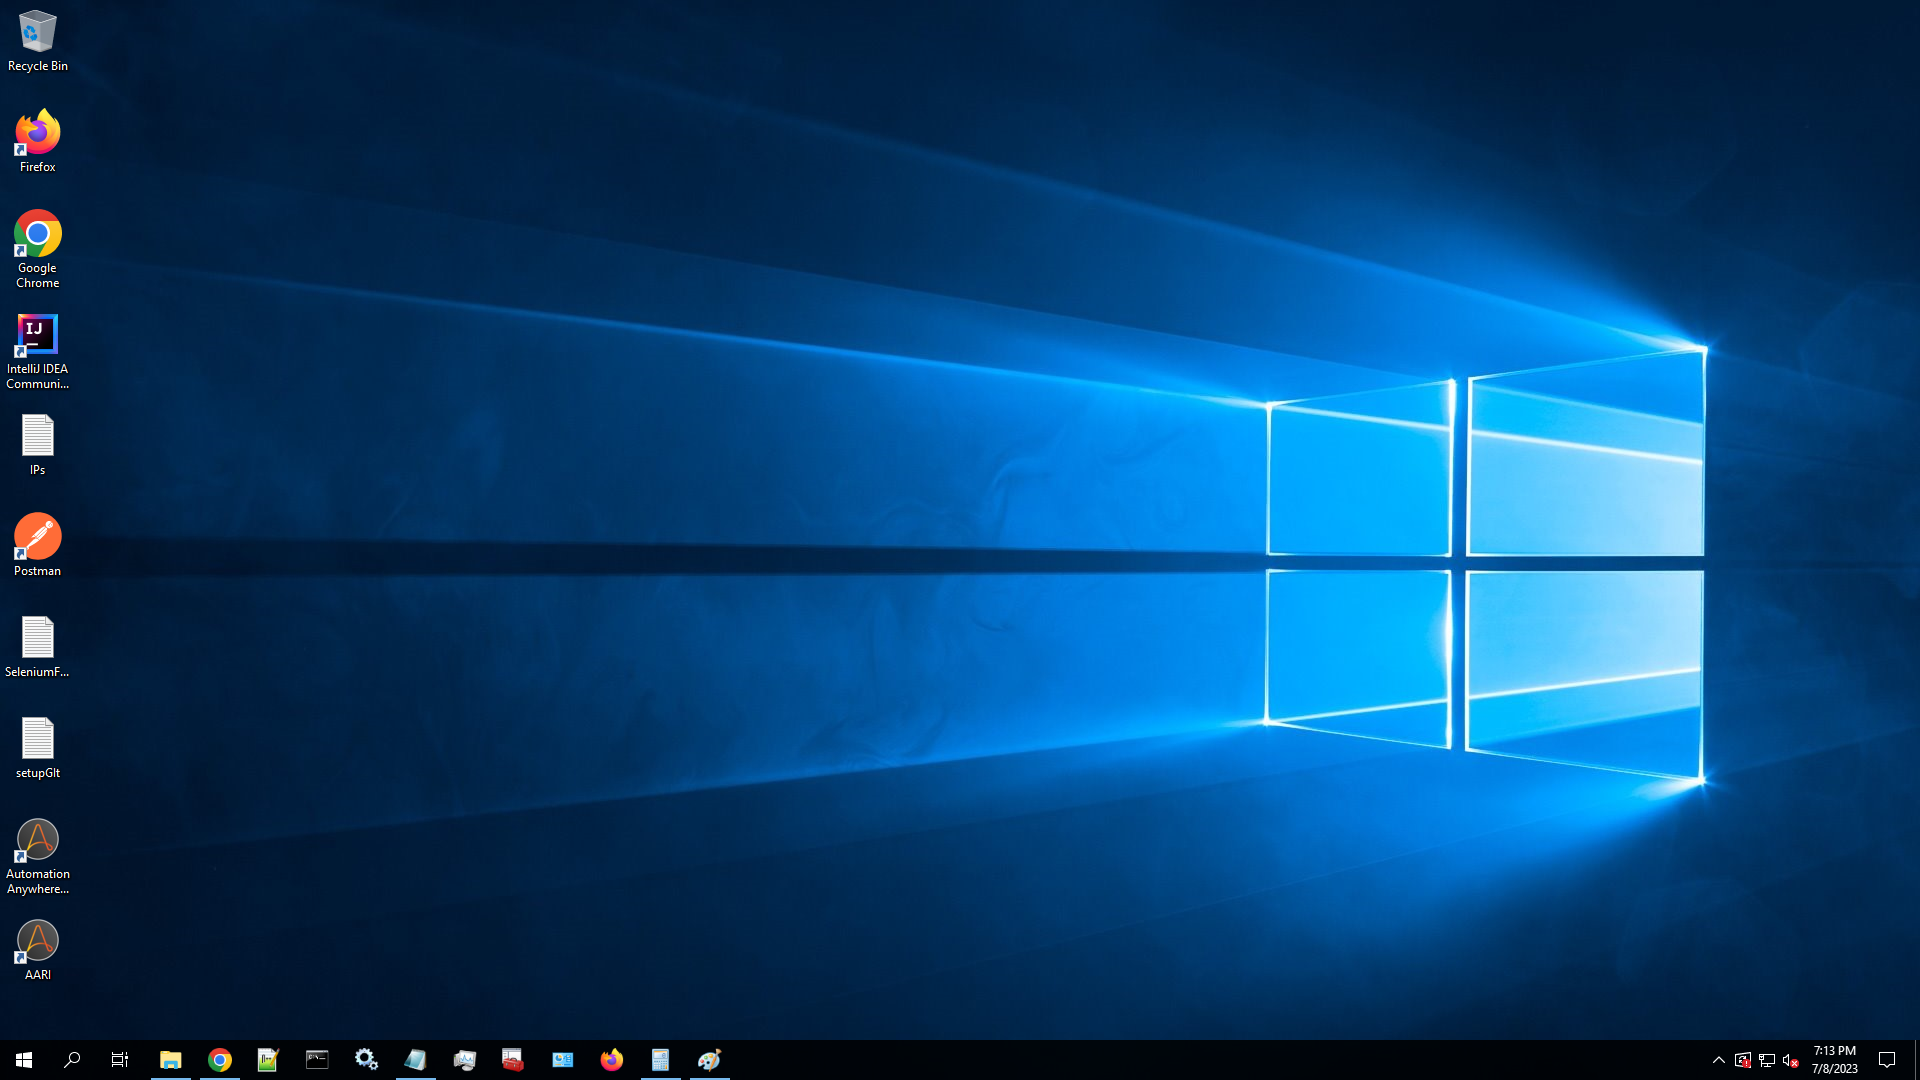 Recycle Bin
Firefox
Google
Chrome
IJ
IntelliJ IDEA
Communi...
IPs
Postman
SeleniumF...
setupGIt
Automation
Anywhere...
AARI
7:13 PM
7/8/2023